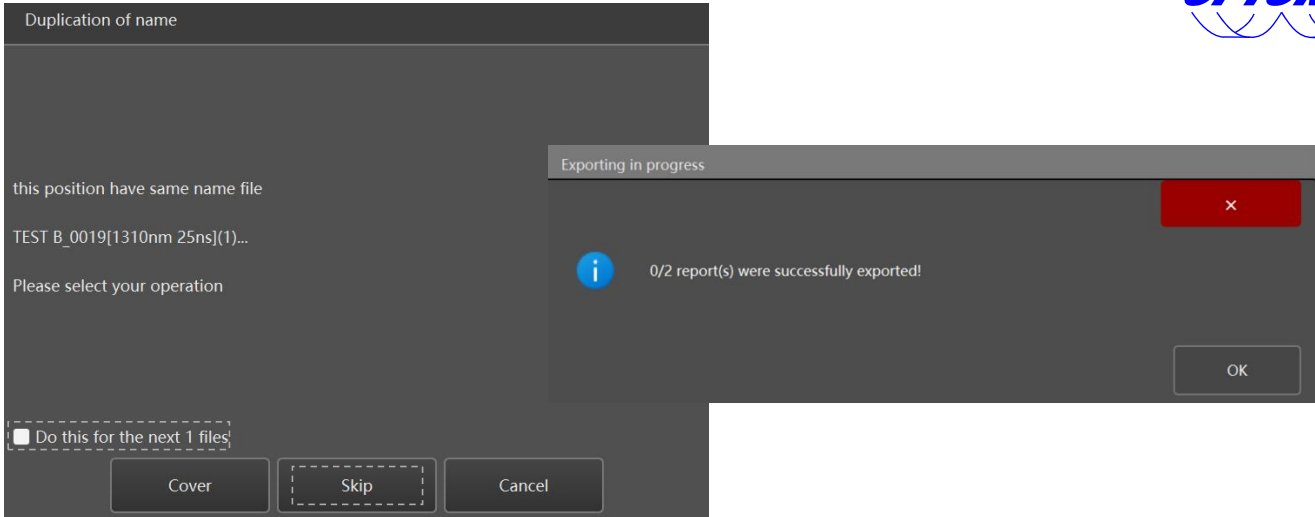 Duplication of name
this position have same name file
TEST B_0019[1310nm 25ns](1)...
Please select your operation
Do this for the next 1 files
Cover
Skip
Cancel
Exporting in progress
×
0/2 report(s) were successfully exported!
OK